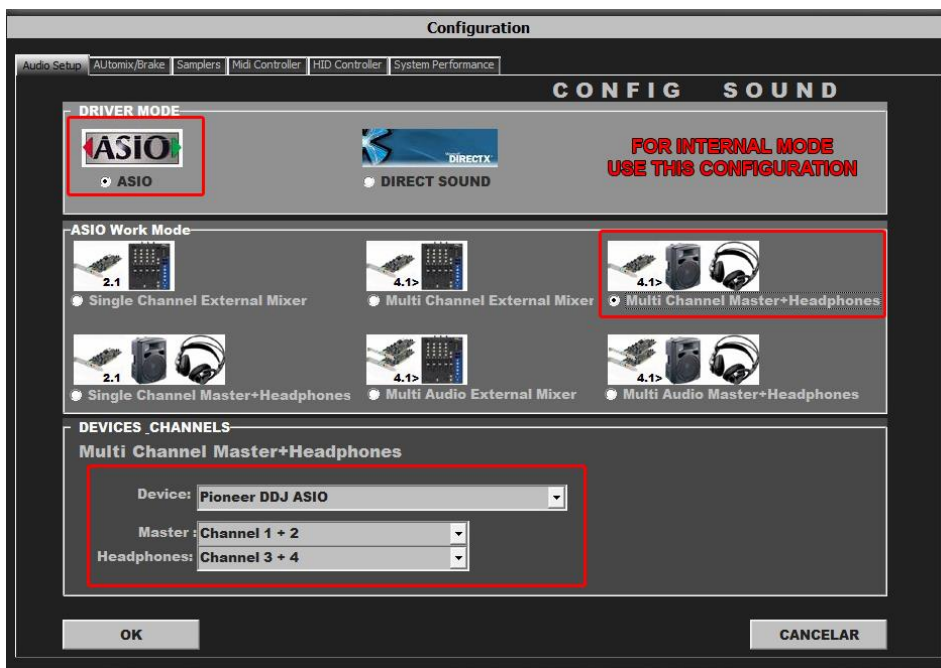 Configuration
Audio Setup AUtomix/Brake Samplers Midi Controller HID Controller System Performance
CONFIG SOUND
DRIVER MODE
ASIO
DIRECTX
FOR INTERNAL MODE
USE THIS CONFIGURATION
ASIO DIRECT SOUND
ASIO Work Mode
2.1 4.1> 4.1>
Single Channel External Mixer Multi Channel External Mixer Multi Channel Master+Headphones
2.1 4.1> 4.1>
Single Channel Master+Headphones Multi Audio External Mixer Multi Audio Master+Headphones
DEVICES_CHANNELS
Multi Channel Master+Headphones
Device: Pioneer DDJ ASIO
Master : Channel 1 + 2
Headphones: Channel 3 + 4
OK CANCELAR